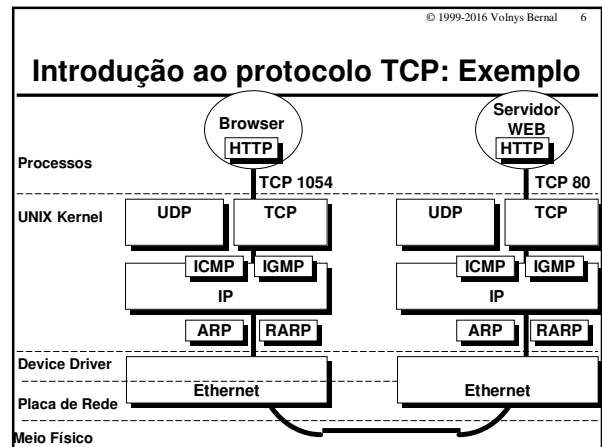 © 1999-2016 Volnys Bernal 6
Introdução ao protocolo TCP: Exemplo
Browser
HTTP
Servidor
WEB
HTTP
Processos
TCP 1054
TCP 80
UNIX Kernel
UDP
TCP
UDP
TCP
ICMP
IGMP
ICMP
IGMP
IP
IP
ARP
RARP
ARP
RARP
Device Driver
Ethernet
Ethernet
Placa de Rede
Meio Físico